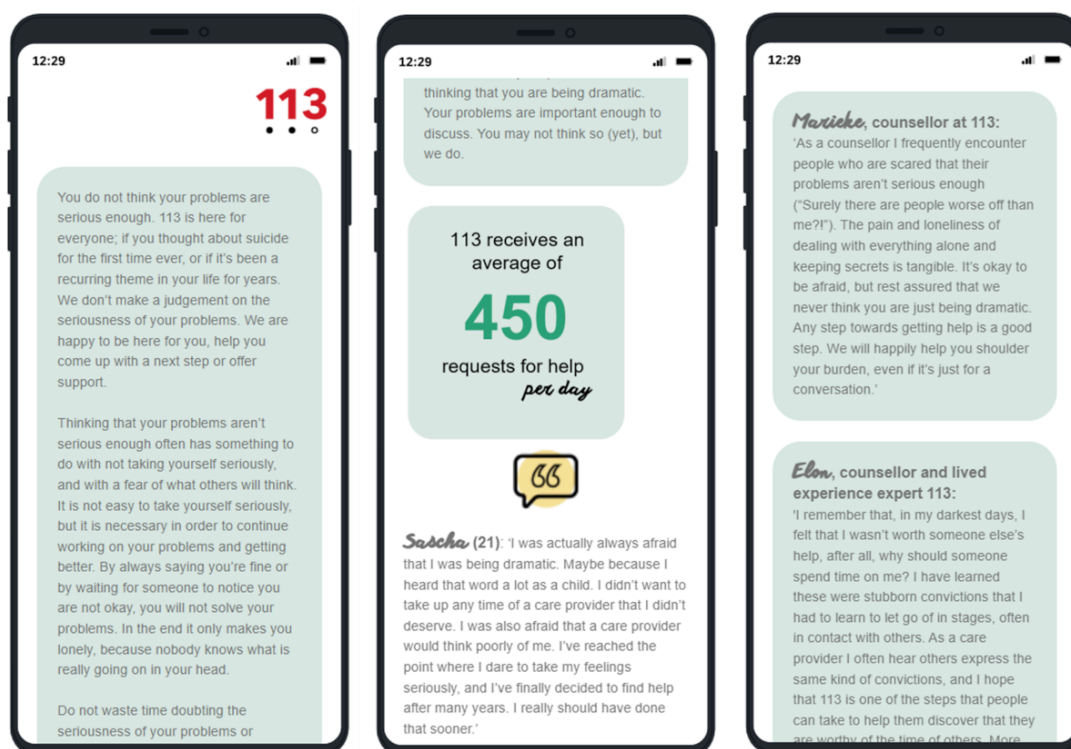 12:29
113
You do not think your problems are
serious enough. 113 is here for
everyone; if you thought about suicide
for the first time ever, or if it's been a
recurring theme in your life for years.
We don't make a judgement on the
seriousness of your problems. We are
happy to be here for you, help you
come up with a next step or offer
support.
Thinking that your problems aren't
serious enough often has something to
do with not taking yourself seriously,
and with a fear of what others will think.
It is not easy to take yourself seriously,
but it is necessary in order to continue
working on your problems and getting
better. By always saying you're fine or
by waiting for someone to notice you
are not okay, you will not solve your
problems. In the end it only makes you
lonely, because nobody knows what is
really going on in your head.
Do not waste time doubting the
seriousness of your problems or
12:29
thinking that you are being dramatic.
Your problems are important enough to
discuss. You may not think so (yet), but
we do.
113 receives an
average of
450
requests for help
per day
Sascha (21): 'I was actually always afraid
that I was being dramatic. Maybe because I
heard that word a lot as a child. I didn't want to
take up any time of a care provider that I didn't
deserve. I was also afraid that a care provider
would think poorly of me. I've reached the
point where I dare to take my feelings
seriously, and I've finally decided to find help
after many years. I really should have done
that sooner.'
12:29
Marieke, counsellor at 113:
'As a counsellor I frequently encounter
people who are scared that their
problems aren't serious enough
("Surely there are people worse off than
me?!"). The pain and loneliness of
dealing with everything alone and
keeping secrets is tangible. It's okay to
be afraid, but rest assured that we
never think you are just being dramatic.
Any step towards getting help is a good
step. We will happily help you shoulder
your burden, even if it's just for a
conversation.'
Elon, counsellor and lived
experience expert 113:
'I remember that, in my darkest days, I
felt that I wasn't worth someone else's
help, after all, why should someone
spend time on me? I have learned
these were stubborn convictions that I
had to learn to let go of in stages, often
in contact with others. As a care
provider I often hear others express the
same kind of convictions, and I hope
that 113 is one of the steps that people
can take to help them discover that they
are worthy of the time of others. More